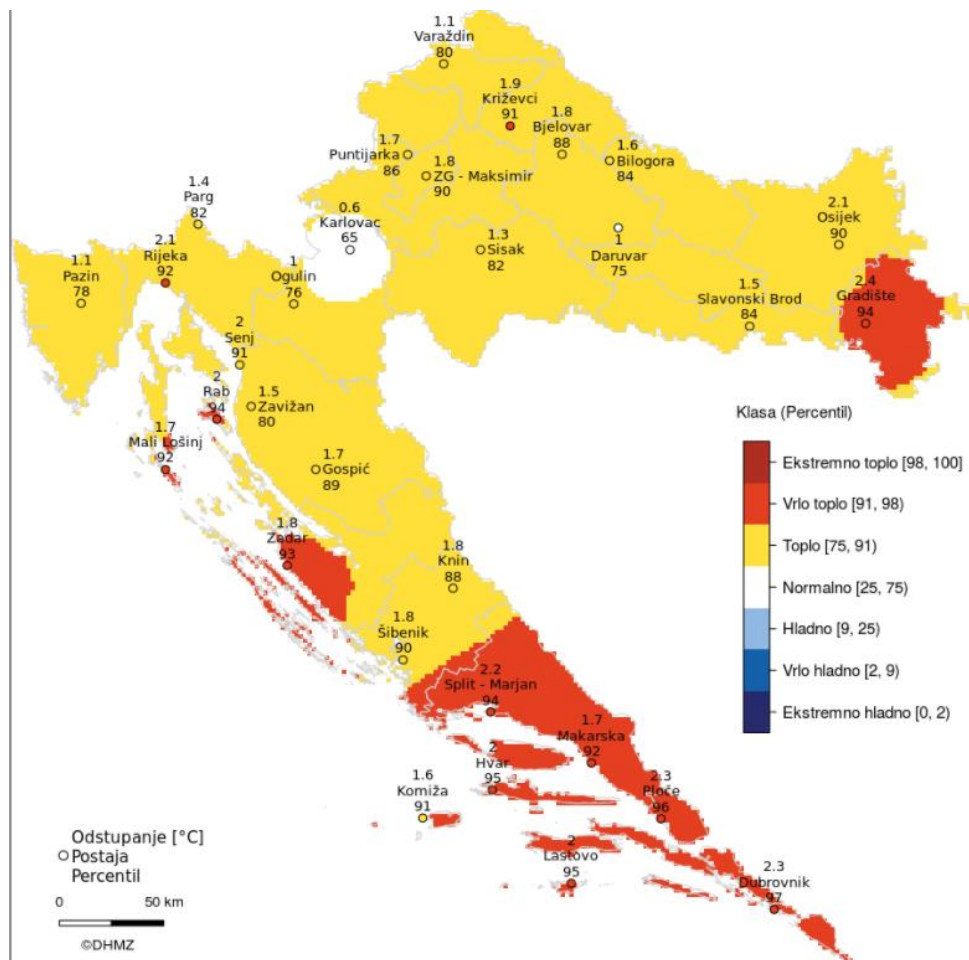 1.1
Varaždin
80
1.9
Križevci
91
1.8
Bjelovar
88
1.7
Puntijarka
86
1.8
ZG - Maksimir
90
1.6
Bilogora
84
1.4
Parg
82
0.6
Karlovac
65
1.3
Sisak
82
1
Daruvar
75
2.1
Osijek
90
2.1
Rijeka
92
1.1
Pazin
78
1
Ogulin
76
1.5
Slavonski Brod
84
2.4
Gradište
94
2
Senj
91
2
Rab
94
1.5
Zavižan
80
1.7
Mali Lošinj
92
1.7
Gospić
89
1.8
Zadar
93
1.8
Knin
88
1.8
Šibenik
90
2.2
Split - Marjan
94
1.7
Makarska
92
2
Hvar
95
1.6
Komiža
91
2.3
Ploče
96
2
Lastovo
95
2.3
Dubrovnik
97
Klasa (Percentil)
Ekstremno toplo [98, 100]
Vrlo toplo [91, 98)
Toplo [75, 91)
Normalno [25, 75)
Hladno [9, 25)
Vrlo hladno [2, 9)
Ekstremno hladno [0, 2)
Odstupanje [°C]
Postaja
Percentil
0 50 km
©DHMZ